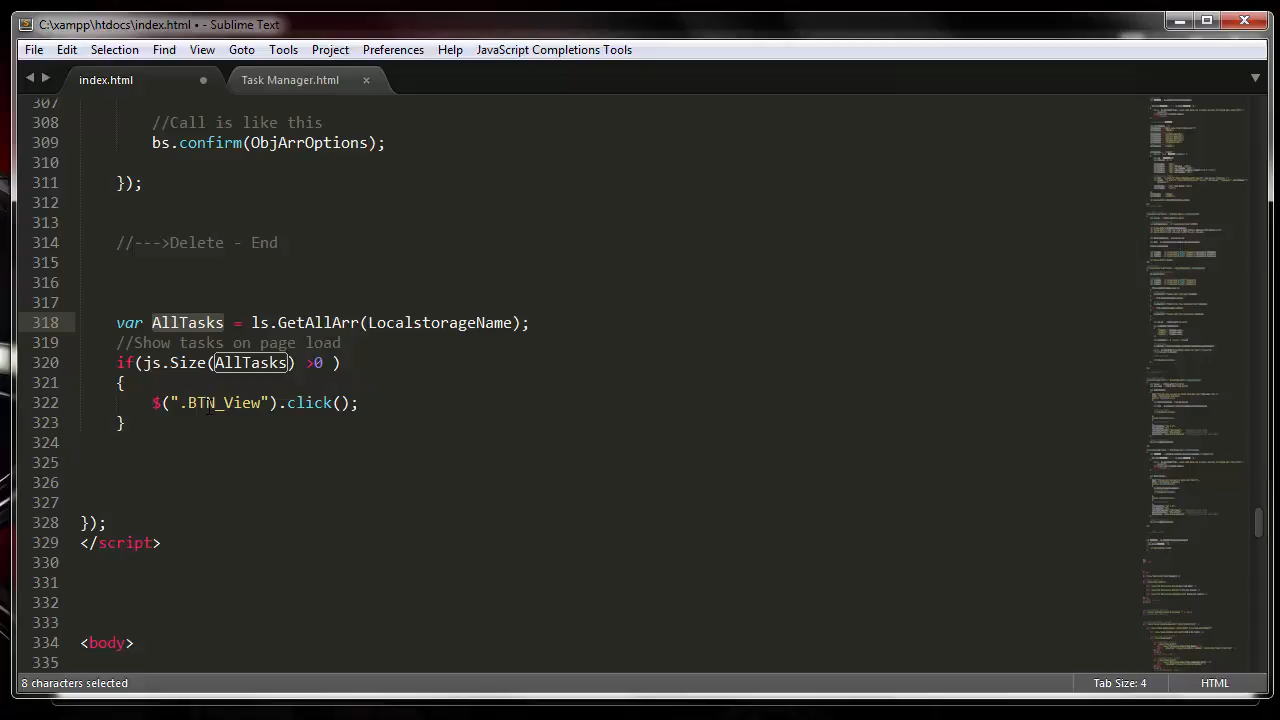 C:\xampp\htdocs\index.html • - Sublime Text
File Edit Selection Find View Goto Tools Project Preferences Help JavaScript Completions Tools
index.html Task Manager.html
307
308 //Call is like this
309 bs.confirm(ObjArrOptions);
310
311 });
312
313
314 //--->Delete - End
315
316
317
318 var AllTasks = ls.GetAllArr(LocalstorageName);
319 //Show tasks on page load
320 if(js.Size(AllTasks) >0 )
321 {
322 $(".BTN_View").click();
323 }
324
325
326
327
328 });
329 </script>
330
331
332
333
334 <body>
335
8 characters selected Tab Size: 4 HTML